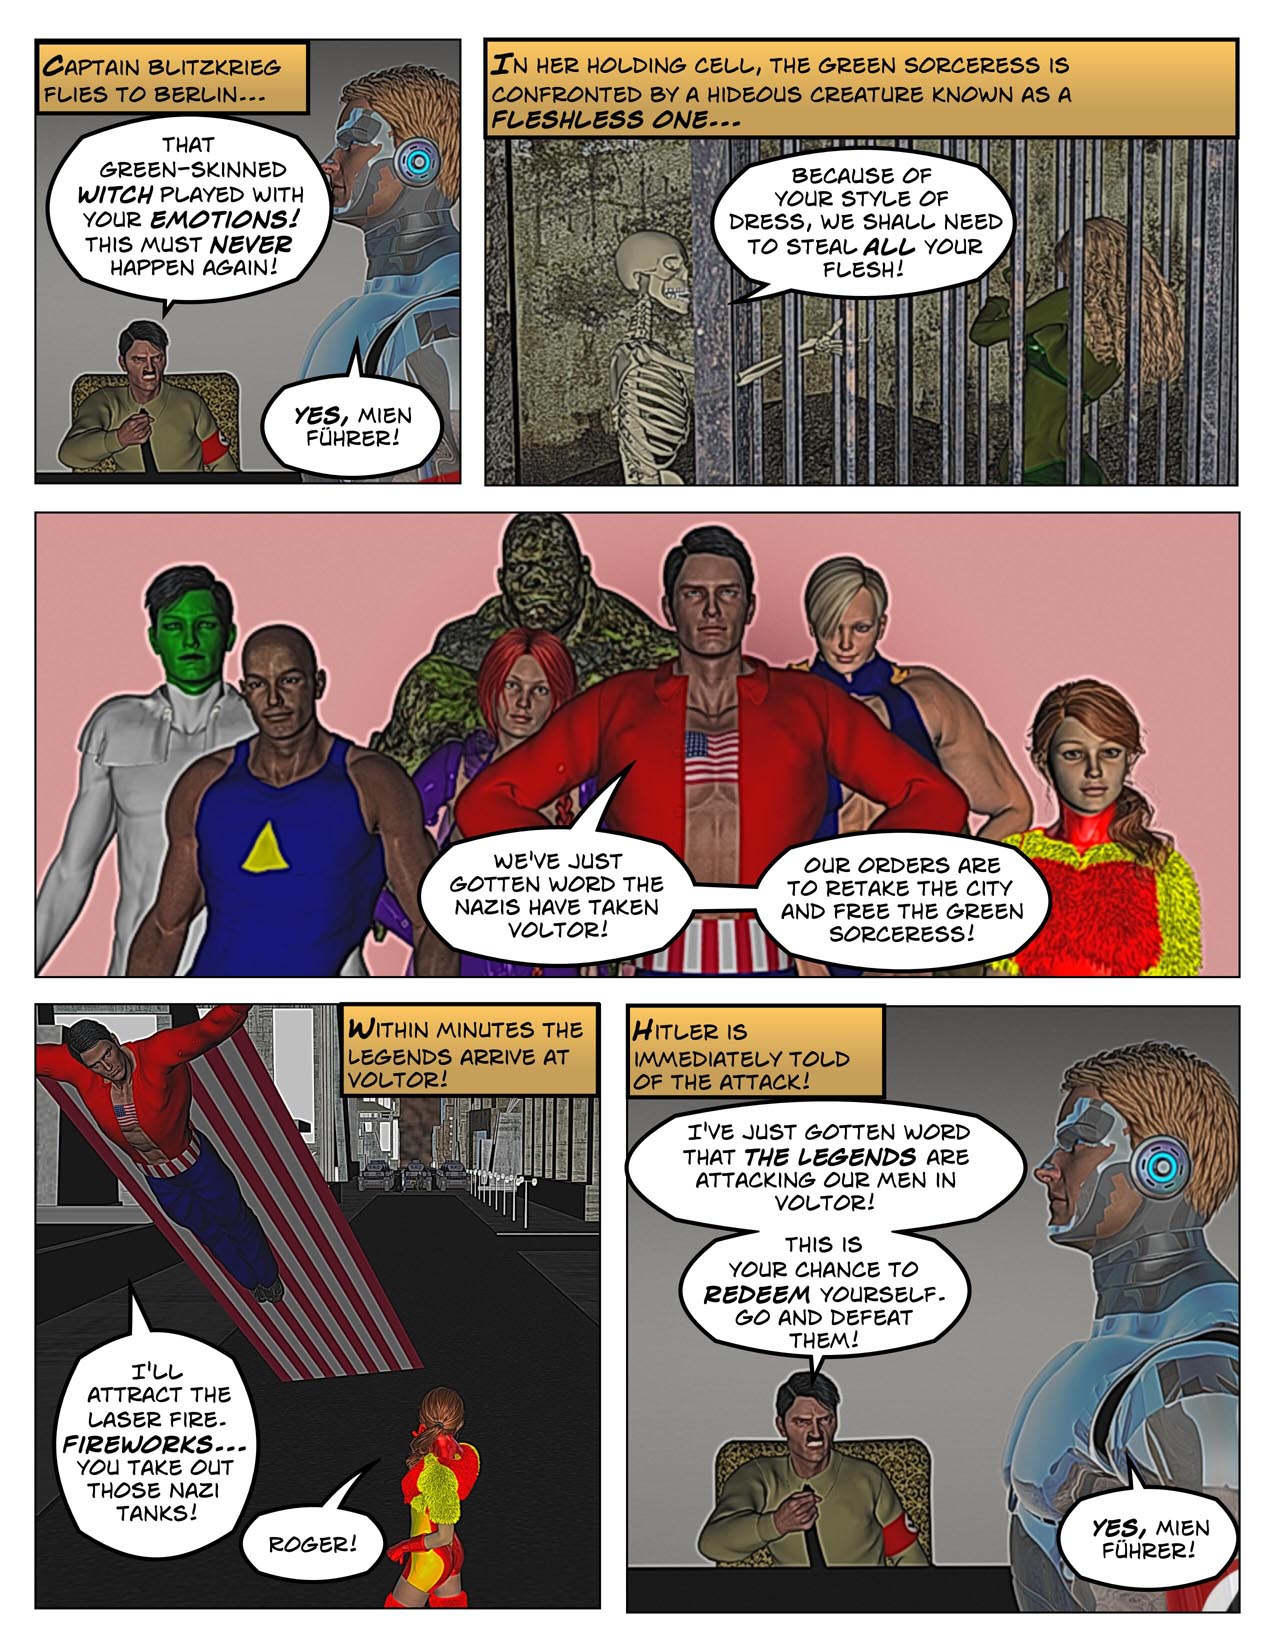 CAPTAIN BLITZKRIEG
FLIES TO BERLIN...
THAT
GREEN-SKINNED
WITCH PLAYED WITH
YOUR EMOTIONS!
THIS MUST NEVER
HAPPEN AGAIN!
YES, MIEN
FÜHRER!
IN HER HOLDING CELL, THE GREEN SORCERESS IS
CONFRONTED BY A HIDEOUS CREATURE KNOWN AS A
FLESHLESS ONE...
BECAUSE OF
YOUR STYLE OF
DRESS, WE SHALL NEED
TO STEAL ALL YOUR
FLESH!
WE'VE JUST
GOTTEN WORD THE
NAZIS HAVE TAKEN
VOLTOR!
OUR ORDERS ARE
TO RETAKE THE CITY
AND FREE THE GREEN
SORCERESS!
WITHIN MINUTES THE
LEGENDS ARRIVE AT
VOLTOR!
I'LL
ATTRACT THE
LASER FIRE.
FIREWORKS...
YOU TAKE OUT
THOSE NAZI
TANKS!
ROGER!
HITLER IS
IMMEDIATELY TOLD
OF THE ATTACK!
I'VE JUST GOTTEN WORD
THAT THE LEGENDS ARE
ATTACKING OUR MEN IN
VOLTOR!
THIS IS
YOUR CHANCE TO
REDEEM YOURSELF.
GO AND DEFEAT
THEM!
YES, MIEN
FÜHRER!